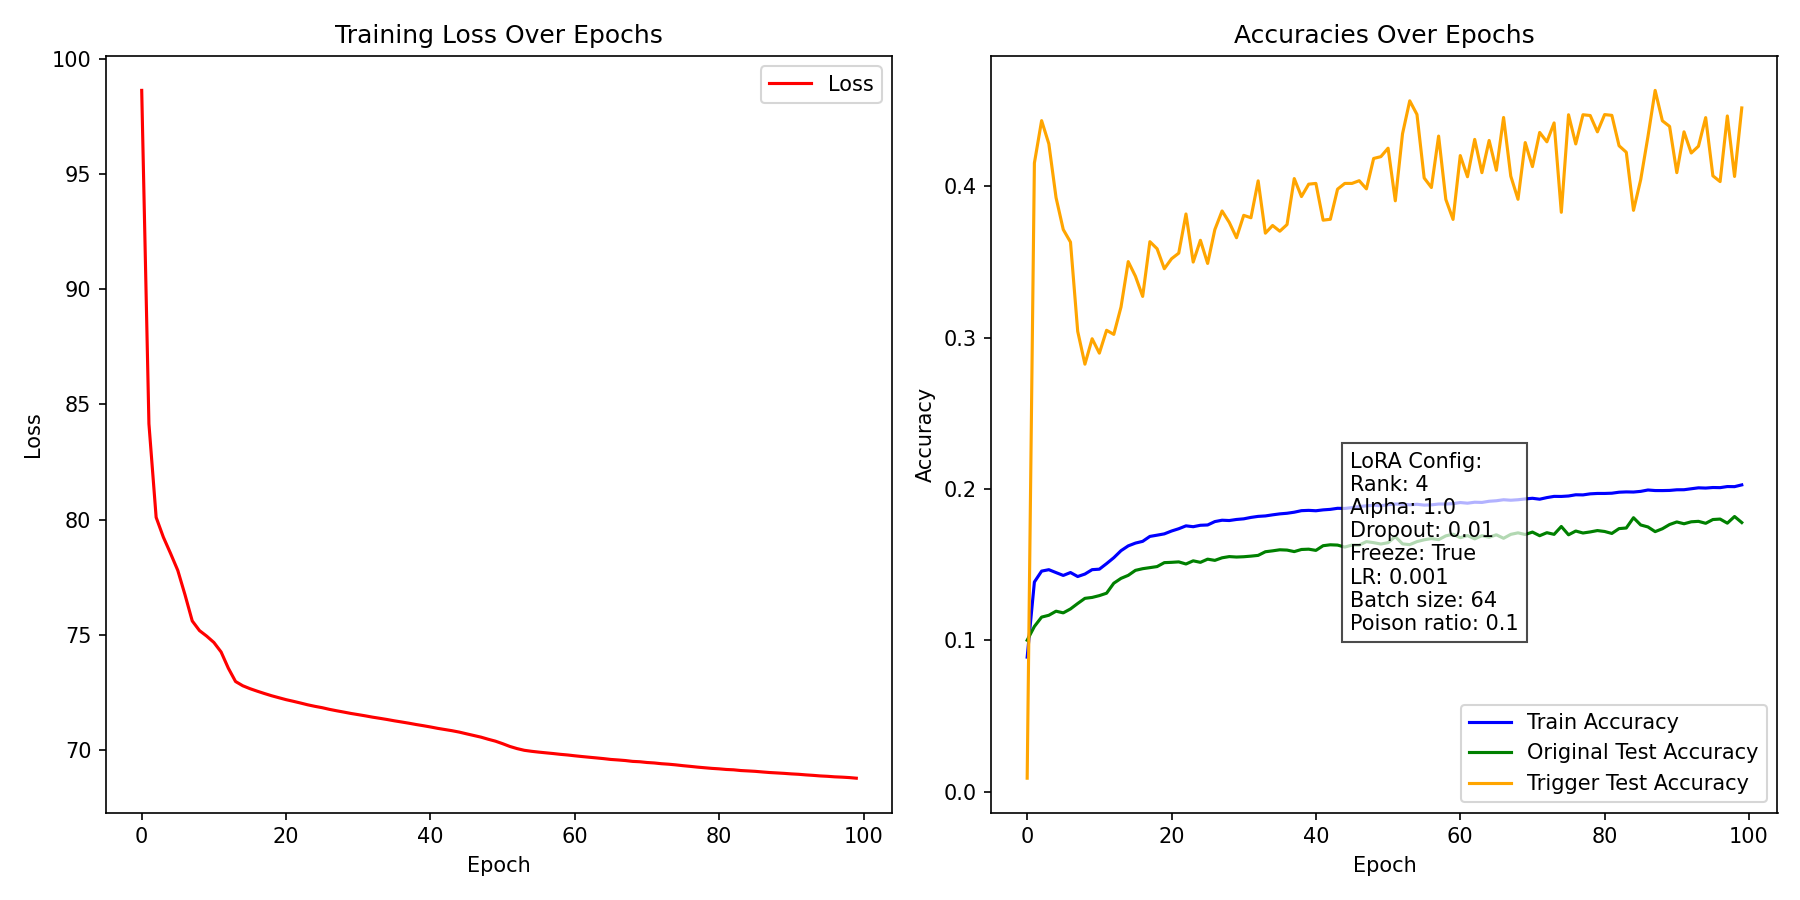 Training Loss Over Epochs
Loss
100
95
90
85
80
75
70
Loss
0 20 40 60 80 100
Epoch
Accuracies Over Epochs
0.4
0.3
0.2
0.1
0.0
Accuracy
LoRA Config:
Rank: 4
Alpha: 1.0
Dropout: 0.01
Freeze: True
LR: 0.001
Batch size: 64
Poison ratio: 0.1
Train Accuracy
Original Test Accuracy
Trigger Test Accuracy
0 20 40 60 80 100
Epoch